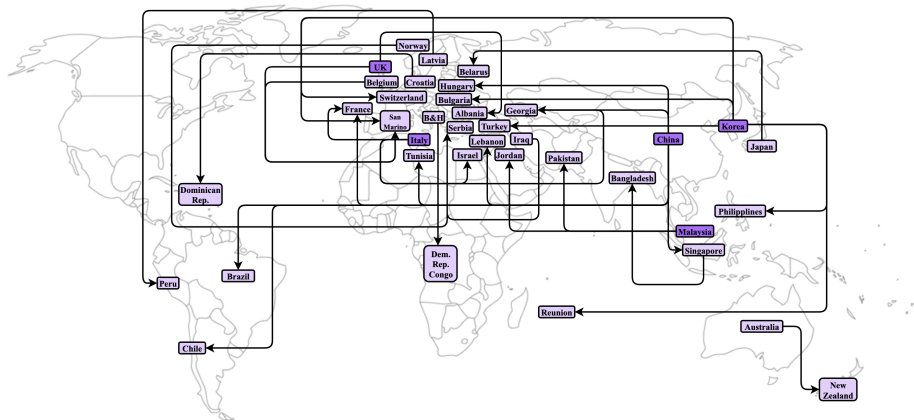 Norway
Latvia
UK
Belarus
Belgium
Croatia
Hungary
Switzerland
Bulgaria
France
Albania
Georgia
San
Marino
B&H
Serbia
Turkey
Korea
Italy
Lebanon
Iraq
China
Japan
Tunisia
Israel
Jordan
Pakistan
Bangladesh
Dominican
Rep.
Philipplines
Malaysia
Singapore
Dem.
Rep.
Congo
Brazil
Peru
Reunion
Australia
Chile
New
Zealand